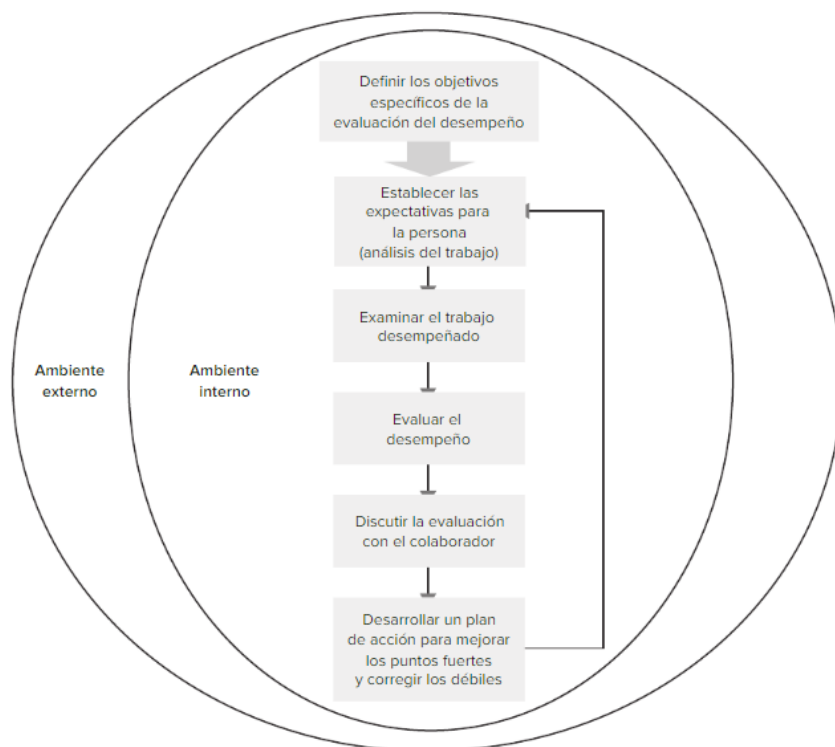 Definir los objetivos
específicos de la
evaluación del desempeño
Establecer las
expectativas para
la persona
(análisis del trabajo)
Examinar el trabajo
desempeñado
Ambiente
externo
Ambiente
interno
Evaluar el
desempeño
Discutir la evaluación
con el colaborador
Desarrollar un plan
de acción para mejorar
los puntos fuertes
y corregir los débiles